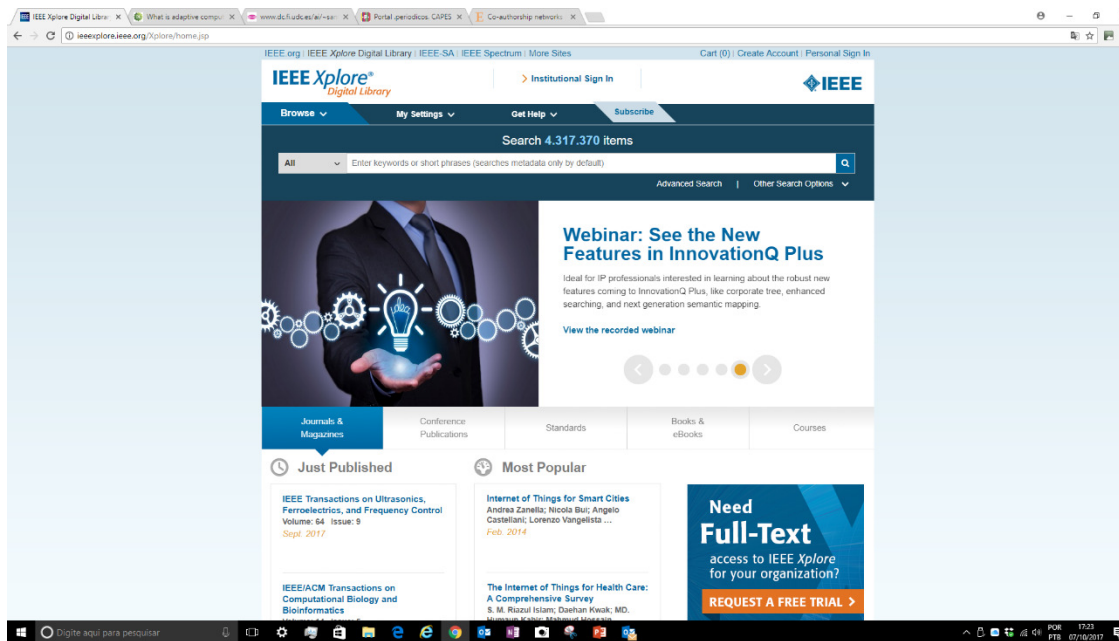 IEEE Xplore Digital Librar
What is adaptive compu
www.dc.fi.udc.es/ai/~san
Portal .periodicos. CAPES
Co-authorship networks
ieeexplore.ieee.org/Xplore/home.jsp
IEEE.org | IEEE Xplore Digital Library | IEEE-SA | IEEE Spectrum | More Sites
Cart (0) | Create Account | Personal Sign In
IEEE Xplore®
Digital Library
> Institutional Sign In
IEEE
Browse
My Settings
Get Help
Subscribe
Search 4.317.370 items
All
Enter keywords or short phrases (searches metadata only by default)
Advanced Search | Other Search Options
idea
Webinar: See the New
Features in InnovationQ Plus
Ideal for IP professionals interested in learning about the robust new
features coming to InnovationQ Plus, like corporate tree, enhanced
searching, and next generation semantic mapping.
View the recorded webinar
Journals &
Magazines
Conference
Publications
Standards
Books &
eBooks
Courses
Just Published
IEEE Transactions on Ultrasonics,
Ferroelectrics, and Frequency Control
Volume: 64 Issue: 9
Sept. 2017
IEEE/ACM Transactions on
Computational Biology and
Bioinformatics
Most Popular
Internet of Things for Smart Cities
Andrea Zanella; Nicola Bui; Angelo
Castellani; Lorenzo Vangelista ...
Feb. 2014
The Internet of Things for Health Care:
A Comprehensive Survey
S. M. Riazul Islam; Daehan Kwak; MD.
Humaun Kabir; Mahmud Hossain
Need
Full-Text
access to IEEE Xplore
for your organization?
REQUEST A FREE TRIAL >
Digite aqui para pesquisar
POR
PTB
17:23
07/10/2017